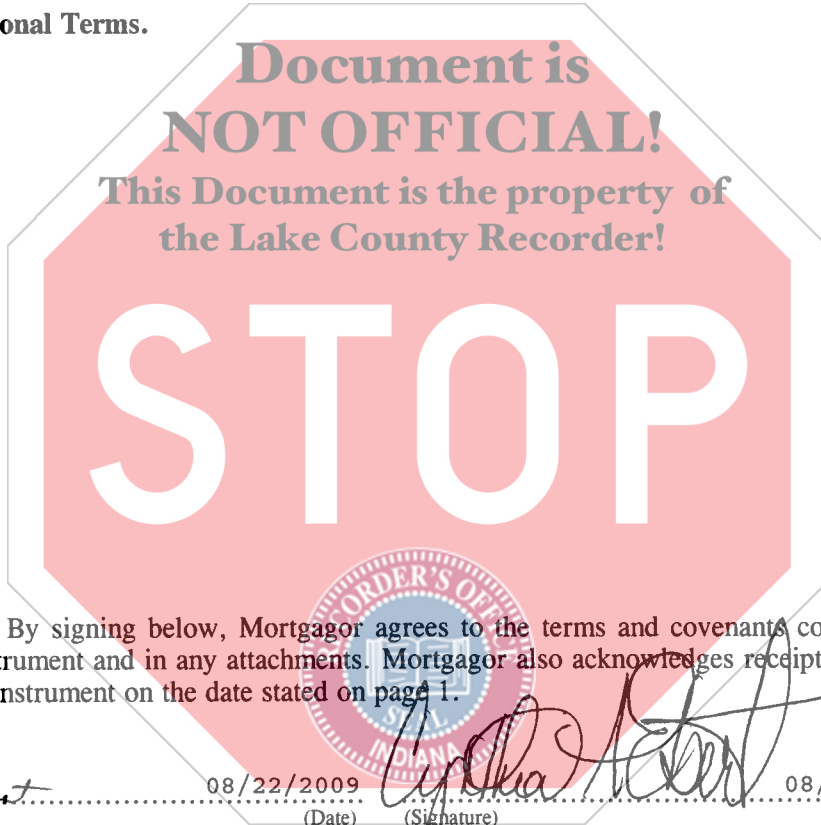 onal Terms.
Document is
NOT OFFICIAL!
This Document is the property of
the Lake County Recorder!
STOP
RECORDER'S OFFICE
By signing below, Mortgagor agrees to the terms and covenants co
trument and in any attachments. Mortgagor also acknowledges receipt
nstrument on the date stated on page 1.
SEAL
INDIANA
08/22/2009
Cynthia
08/
(Date) (Signature)